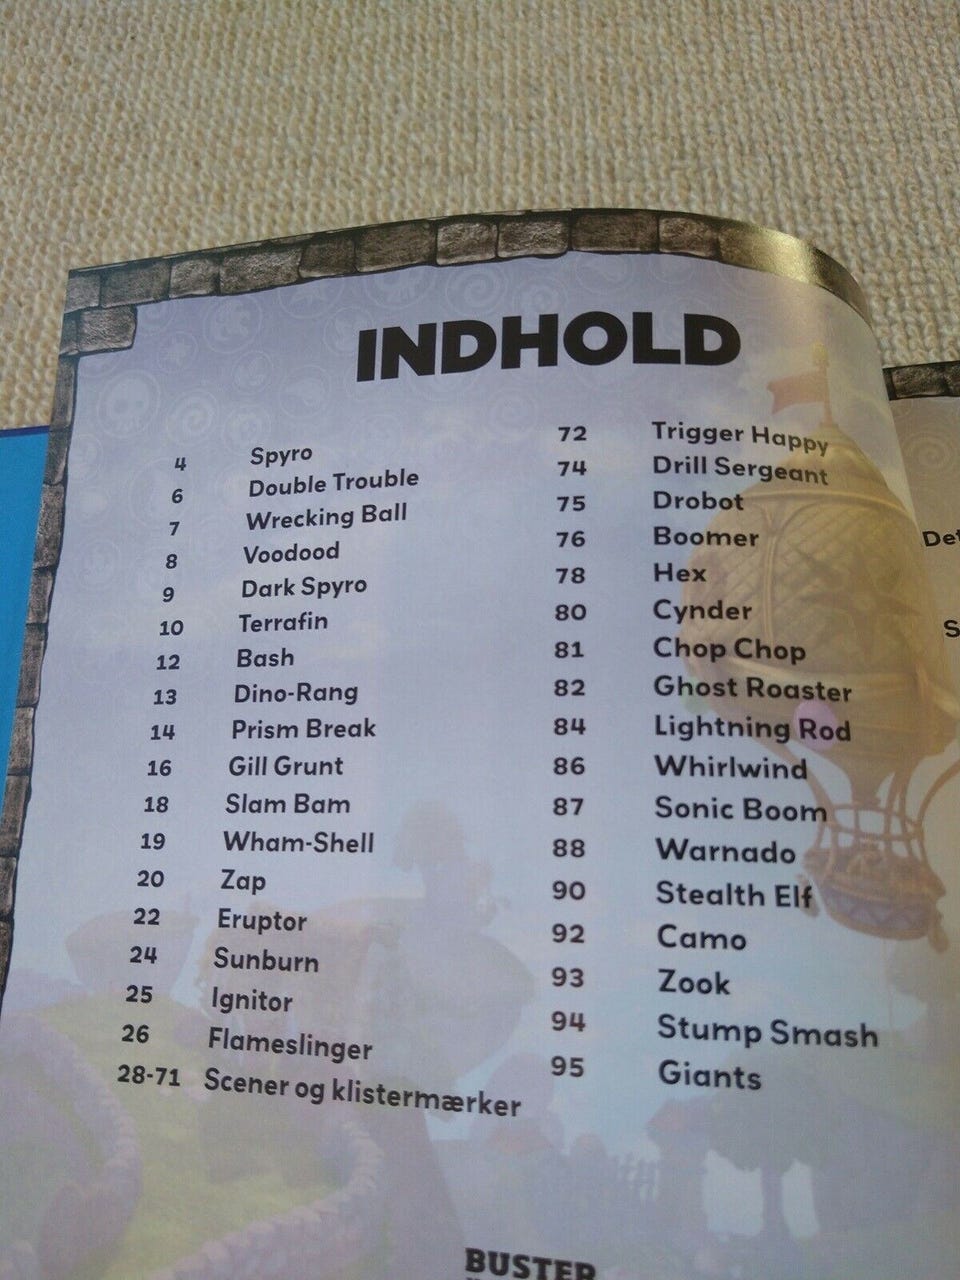 INDHOLD
4 Spyro
6 Double Trouble
7 Wrecking Ball
8 Voodood
9 Dark Spyro
10 Terrafin
12 Bash
13 Dino-Rang
14 Prism Break
16 Gill Grunt
18 Slam Bam
19 Wham-Shell
20 Zap
22 Eruptor
24 Sunburn
25 Ignitor
26 Flameslinger
28-71 Scener og klistermærker
72 Trigger Happy
74 Drill Sergeant
75 Drobot
76 Boomer
78 Hex
80 Cynder
81 Chop Chop
82 Ghost Roaster
84 Lightning Rod
86 Whirlwind
87 Sonic Boom
88 Warnado
90 Stealth Elf
92 Camo
93 Zook
94 Stump Smash
95 Giants
BUSTER